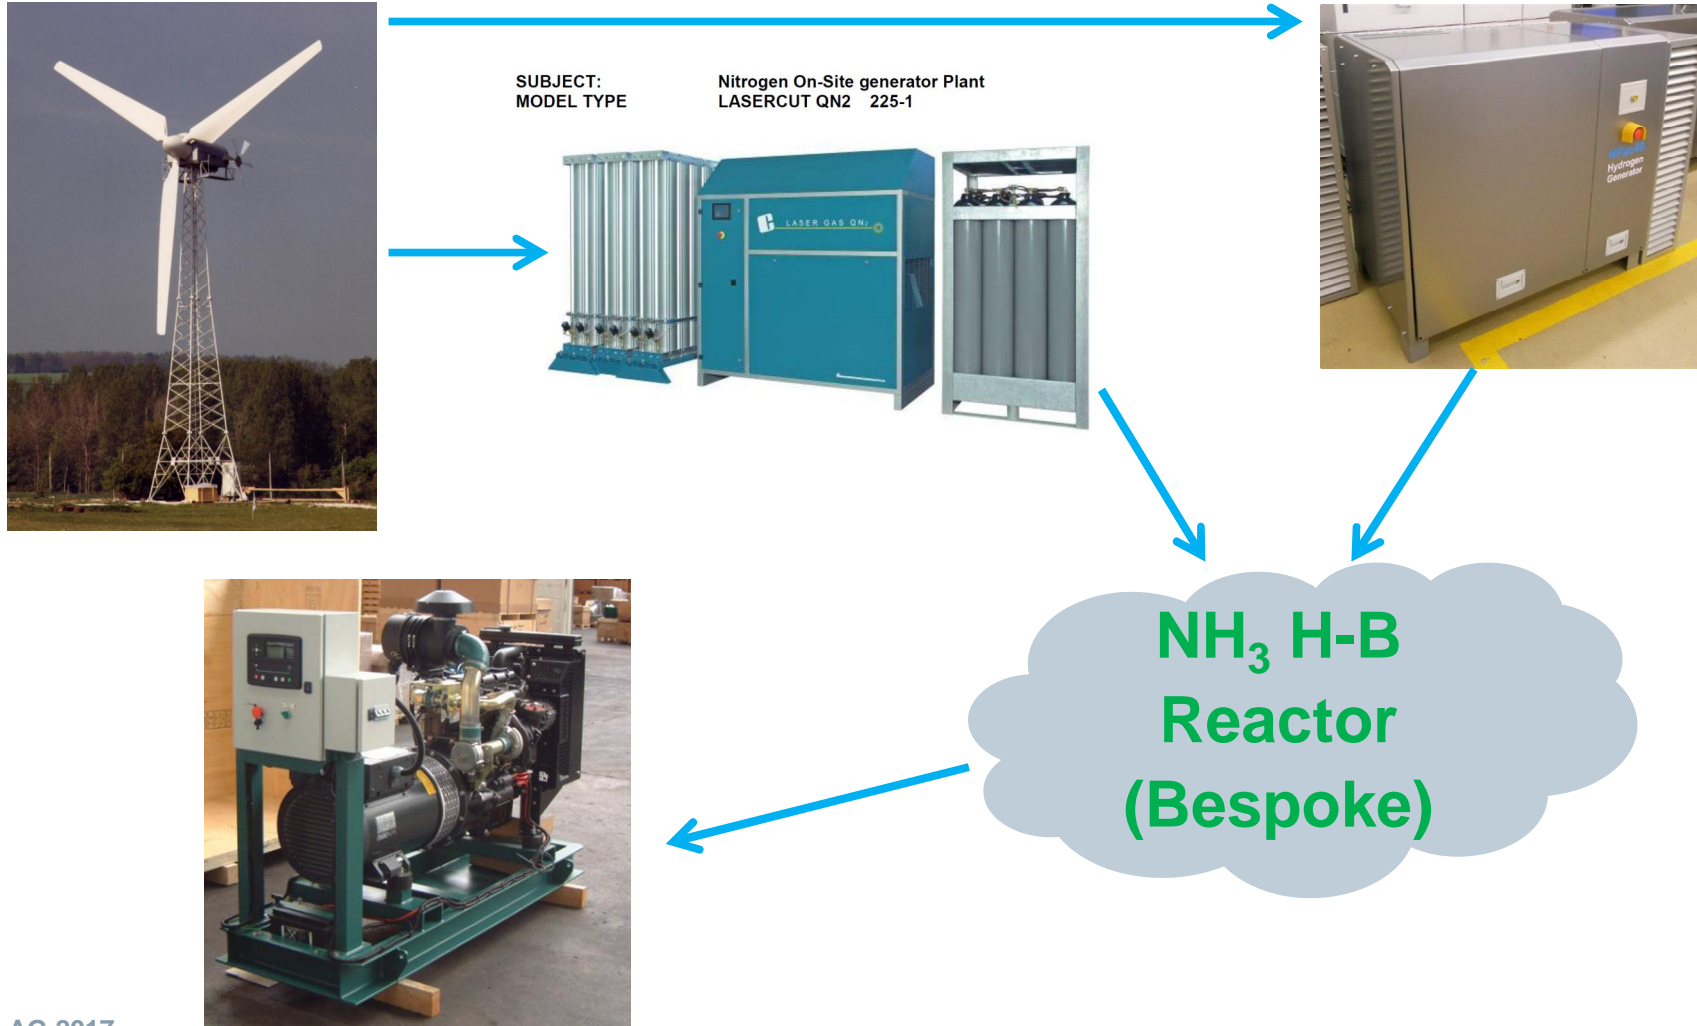 SUBJECT: Nitrogen On-Site generator Plant
MODEL TYPE LASERCUT QN2 225-1
LASER GAS QN2
Hydrogen
Generator
NH₃ H-B
Reactor
(Bespoke)